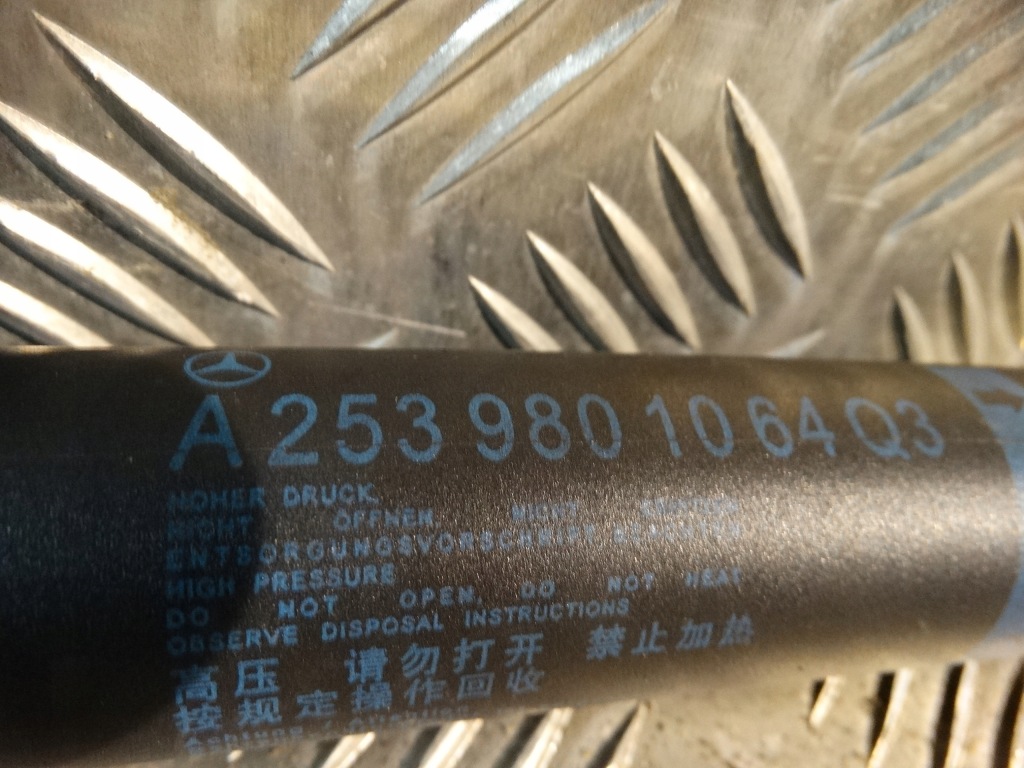 A 253 980 10 64 Q3
HOHER DRUCK.
NICHT ÖFFNEN. NICHT ERHITZEN
ENTSORGUNGSVORSCHRIFT BEACHTEN
HIGH PRESSURE
DO NOT OPEN. DO NOT HEAT
OBSERVE DISPOSAL INSTRUCTIONS
高压 请勿打开 禁止加热
按规定操作回收